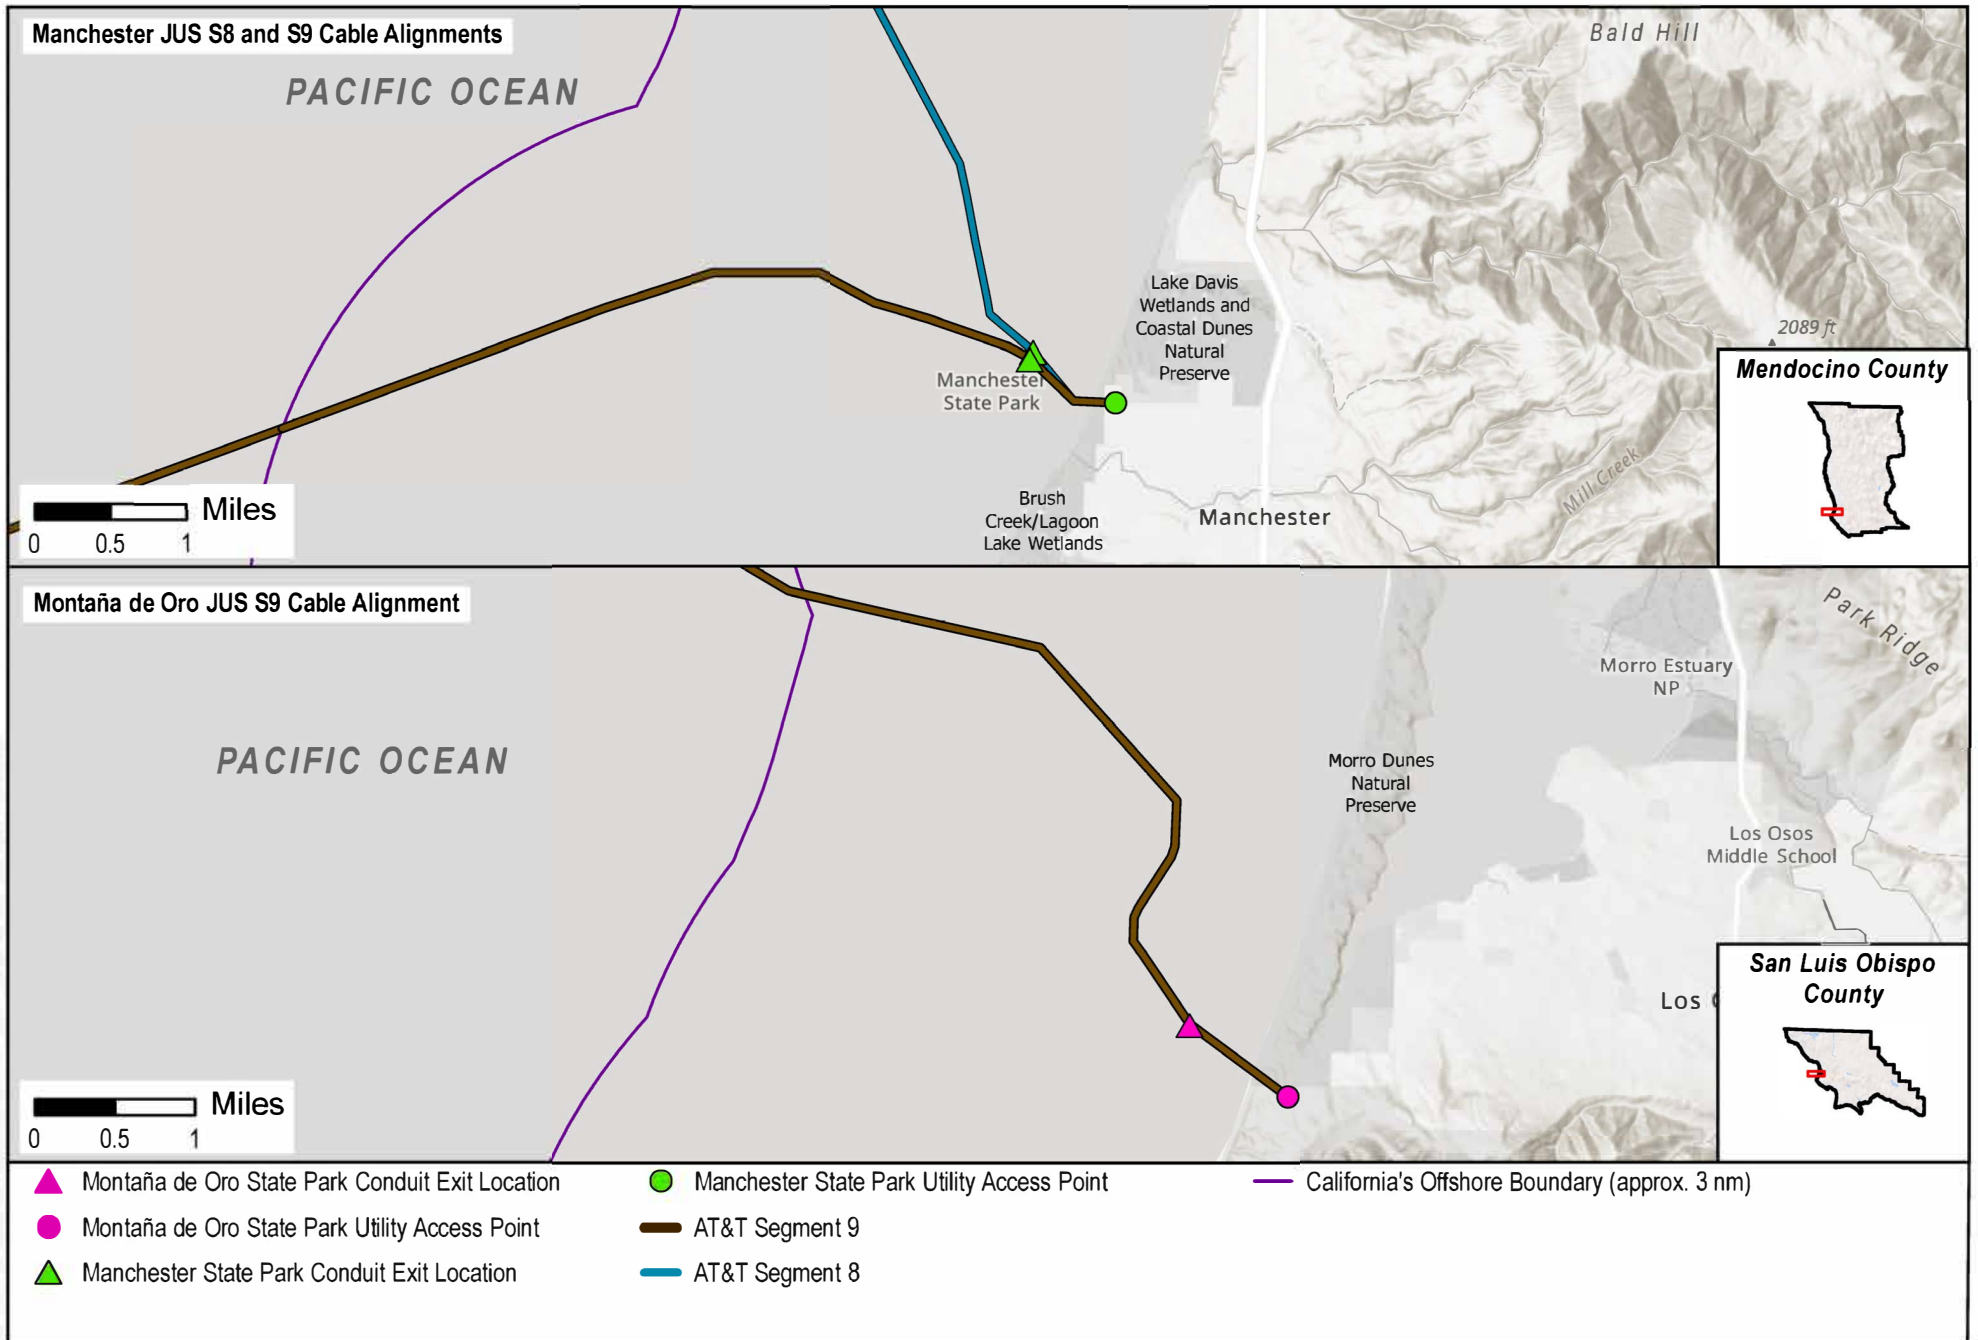 Manchester JUS S8 and S9 Cable Alignments
PACIFIC OCEAN
Bald Hill
Lake Davis
Wetlands and
Coastal Dunes
Natural
Preserve
2089 ft
Manchester
State Park
Mill Creek
Brush
Creek/Lagoon
Lake Wetlands
Manchester
Miles
0 0.5 1
Mendocino County
Montaña de Oro JUS S9 Cable Alignment
PACIFIC OCEAN
Park Ridge
Morro Estuary
NP
Morro Dunes
Natural
Preserve
Los Osos
Middle School
Los
San Luis Obispo
County
Miles
0 0.5 1
Montaña de Oro State Park Conduit Exit Location
Montaña de Oro State Park Utility Access Point
Manchester State Park Conduit Exit Location
Manchester State Park Utility Access Point
AT&T Segment 9
AT&T Segment 8
California's Offshore Boundary (approx. 3 nm)